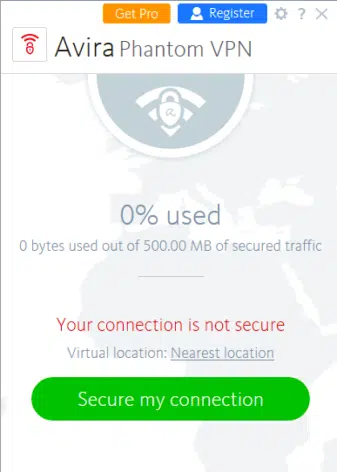 Get Pro
Register
?
Avira Phantom VPN
0% used
0 bytes used out of 500.00 MB of secured traffic
Your connection is not secure
Virtual location: Nearest location
Secure my connection